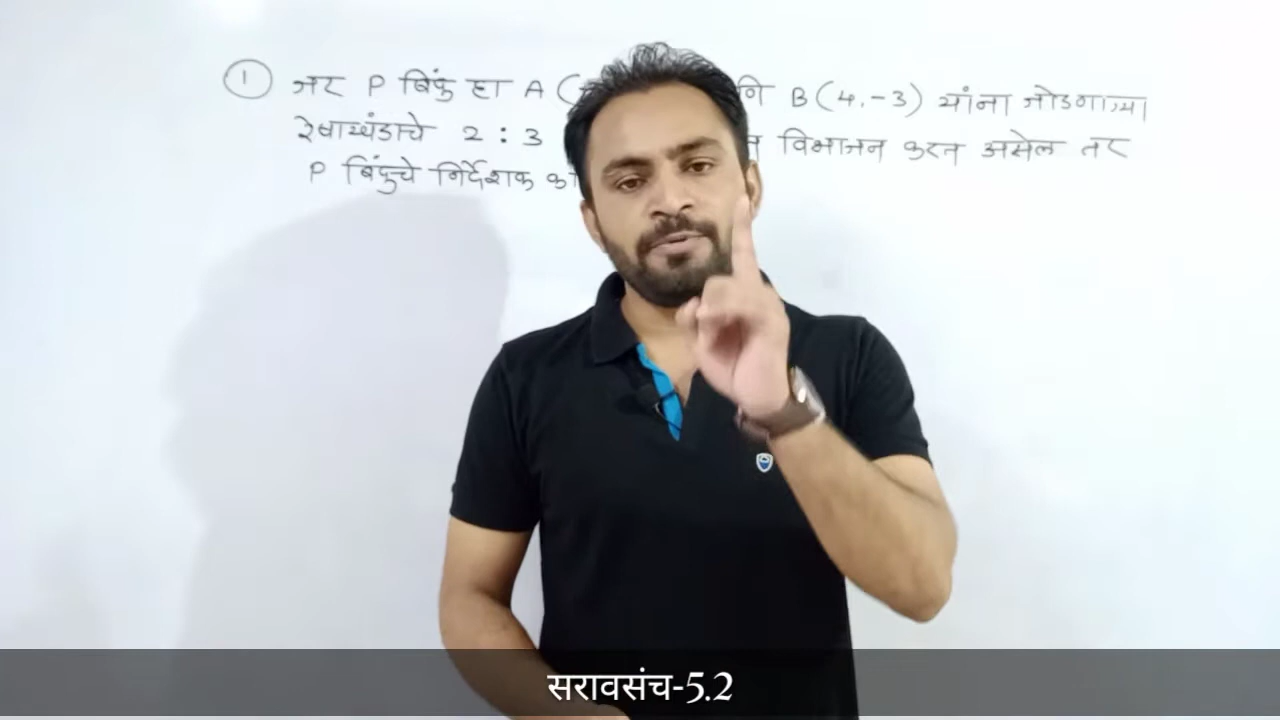 ① जर P बिंदु हा A ( B (4,-3) यांना जोडणाऱ्या
रेषाखंडाचे 2 : 3 विभाजन करत असेल तर
P बिंदुचे निर्देशक
सरावसंच-5.2